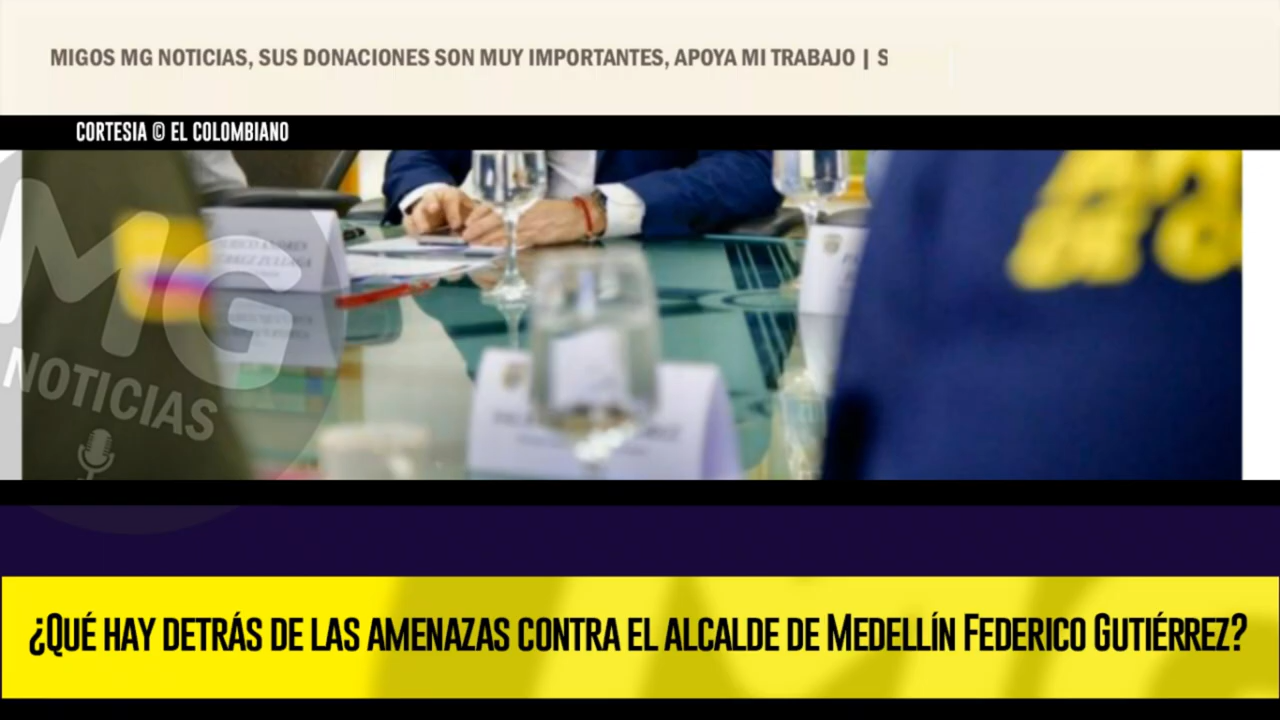 MIGOS MG NOTICIAS, SUS DONACIONES SON MUY IMPORTANTES, APOYA MI TRABAJO | S
CORTESIA © EL COLOMBIANO
MG
NOTICIAS
¿QUÉ HAY DETRÁS DE LAS AMENAZAS CONTRA EL ALCALDE DE MEDELLÍN FEDERICO GUTIÉRREZ?